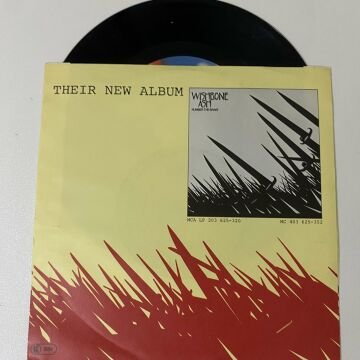 THEIR NEW ALBUM
WISHBONE
ASH
NUMBER THE BRAVE
MCA LP 203 625-320
MC 403 625-352